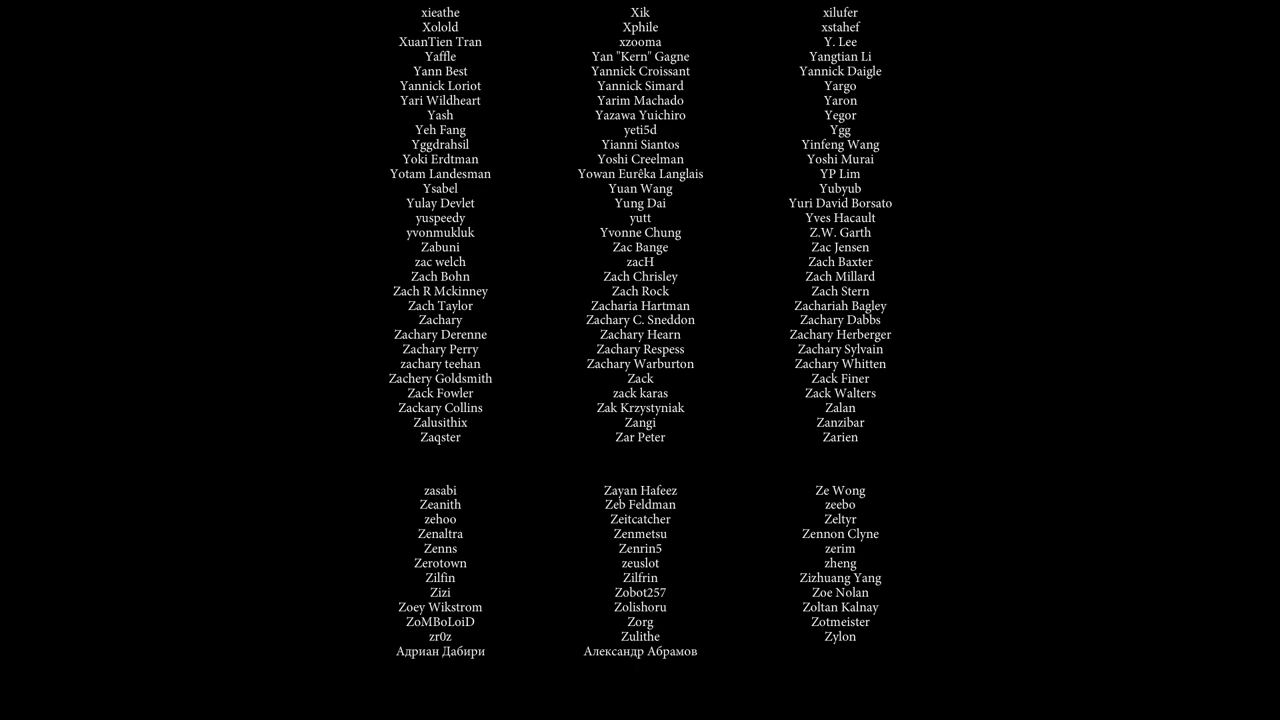 xieathe Xik xilufer
Xolold Xphile xstahef
XuanTien Tran xzooma Y. Lee
Yaffle Yan "Kern" Gagne Yangtian Li
Yann Best Yannick Croissant Yannick Daigle
Yannick Loriot Yannick Simard Yargo
Yari Wildheart Yarim Machado Yaron
Yash Yazawa Yuichiro Yegor
Yeh Fang yeti5d Ygg
Yggdrahsil Yianni Siantos Yinfeng Wang
Yoki Erdtman Yoshi Creelman Yoshi Murai
Yotam Landesman Yowan Eurêka Langlais YP Lim
Ysabel Yuan Wang Yubyub
Yulay Devlet Yung Dai Yuri David Borsato
yuspeedy yutt Yves Hacault
yvonmukluk Yvonne Chung Z.W. Garth
Zabuni Zac Bange Zac Jensen
zac welch zacH Zach Baxter
Zach Bohn Zach Chrisley Zach Millard
Zach R Mckinney Zach Rock Zach Stern
Zach Taylor Zacharia Hartman Zachariah Bagley
Zachary Zachary C. Sneddon Zachary Dabbs
Zachary Derenne Zachary Hearn Zachary Herberger
Zachary Perry Zachary Respess Zachary Sylvain
zachary teehan Zachary Warburton Zachary Whitten
Zachery Goldsmith Zack Zack Finer
Zack Fowler zack karas Zack Walters
Zackary Collins Zak Krzystyniak Zalan
Zalusithix Zangi Zanzibar
Zaqster Zar Peter Zarien
zasabi Zayan Hafeez Ze Wong
Zeanith Zeb Feldman zeebo
zehoo Zeitcatcher Zeltyr
Zenaltra Zenmetsu Zennon Clyne
Zenns Zenrin5 zerim
Zerotown zeuslot zheng
Zilfin Zilfrin Zizhuang Yang
Zizi Zobot257 Zoe Nolan
Zoey Wikstrom Zolishoru Zoltan Kalnay
ZoMBoLoiD Zorg Zotmeister
zr0z Zulithe Zylon
Адриан Дабири Александр Абрамов